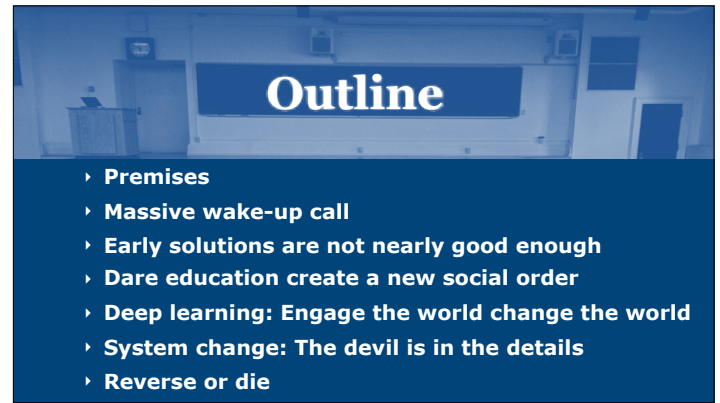 Outline
‣ Premises
‣ Massive wake-up call
‣ Early solutions are not nearly good enough
‣ Dare education create a new social order
‣ Deep learning: Engage the world change the world
‣ System change: The devil is in the details
‣ Reverse or die